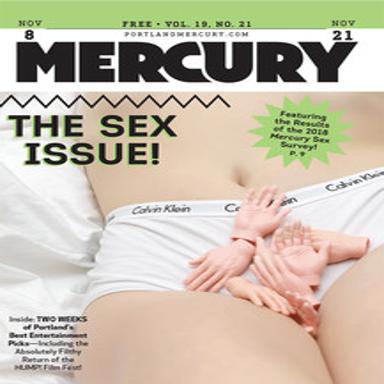 NOV 8
FREE • VOL. 19, NO. 21
PORTLANDMERCURY.COM
NOV 21
MERCURY
THE SEX
ISSUE!
Featuring
the Results
of the 2018
Mercury Sex
Survey!
P. 9
Calvin Klein
Ca
Calvin Klein
Inside: TWO WEEKS
of Portland's
Best Entertainment
Picks—Including the
Absolutely Filthy
Return of the
HUMP! Film Fest!